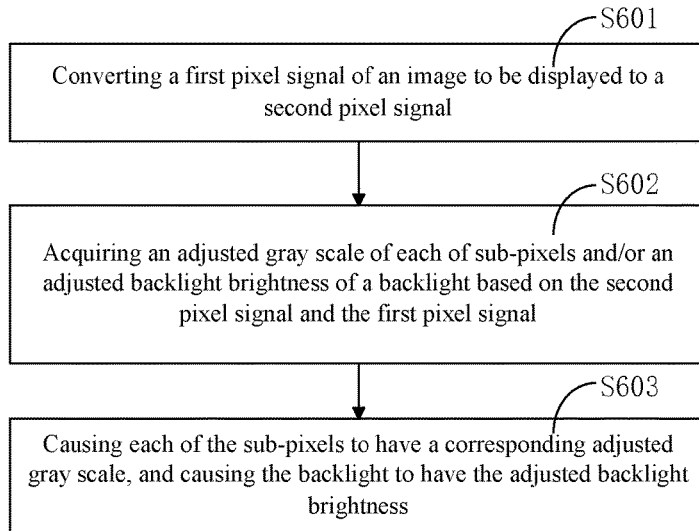 S601
Converting a first pixel signal of an image to be displayed to a
second pixel signal
S602
Acquiring an adjusted gray scale of each of sub-pixels and/or an
adjusted backlight brightness of a backlight based on the second
pixel signal and the first pixel signal
S603
Causing each of the sub-pixels to have a corresponding adjusted
gray scale, and causing the backlight to have the adjusted backlight
brightness